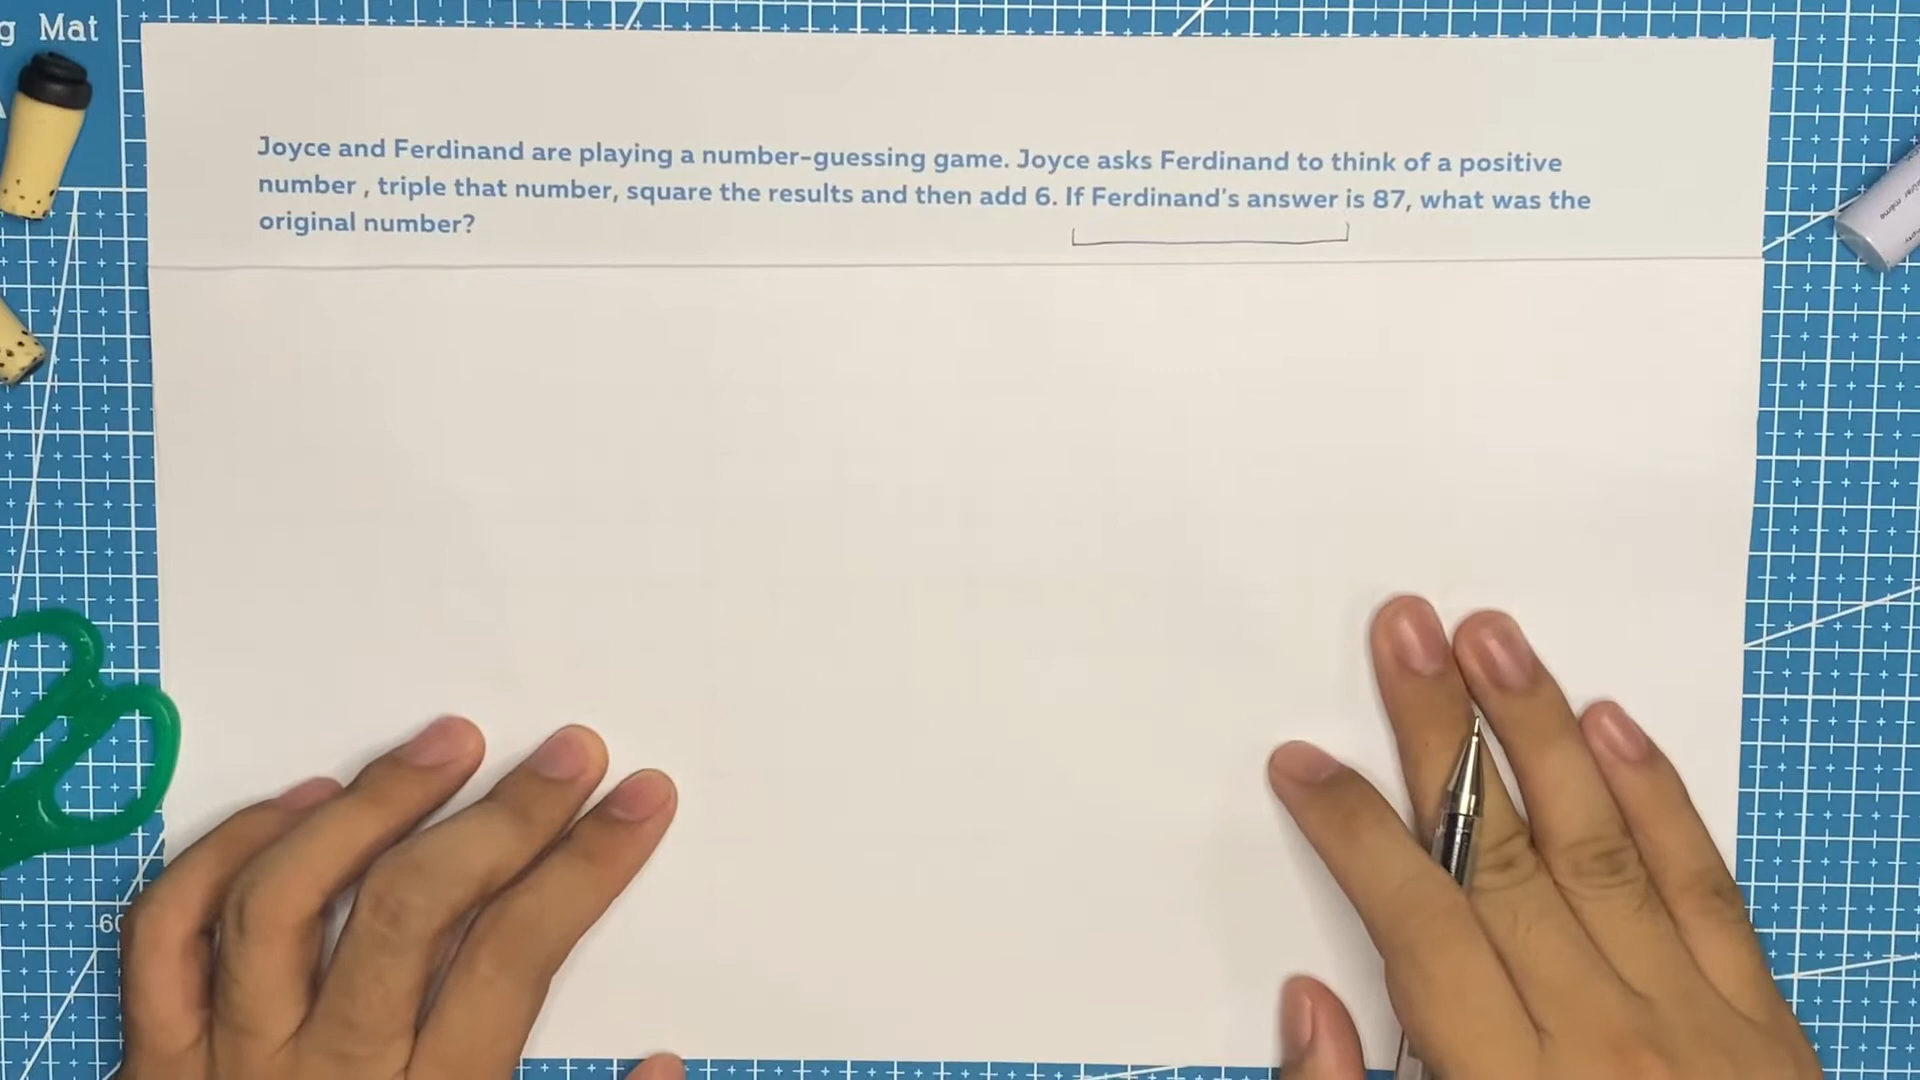 g Mat
Joyce and Ferdinand are playing a number-guessing game. Joyce asks Ferdinand to think of a positive
number , triple that number, square the results and then add 6. If Ferdinand's answer is 87, what was the
original number?
60